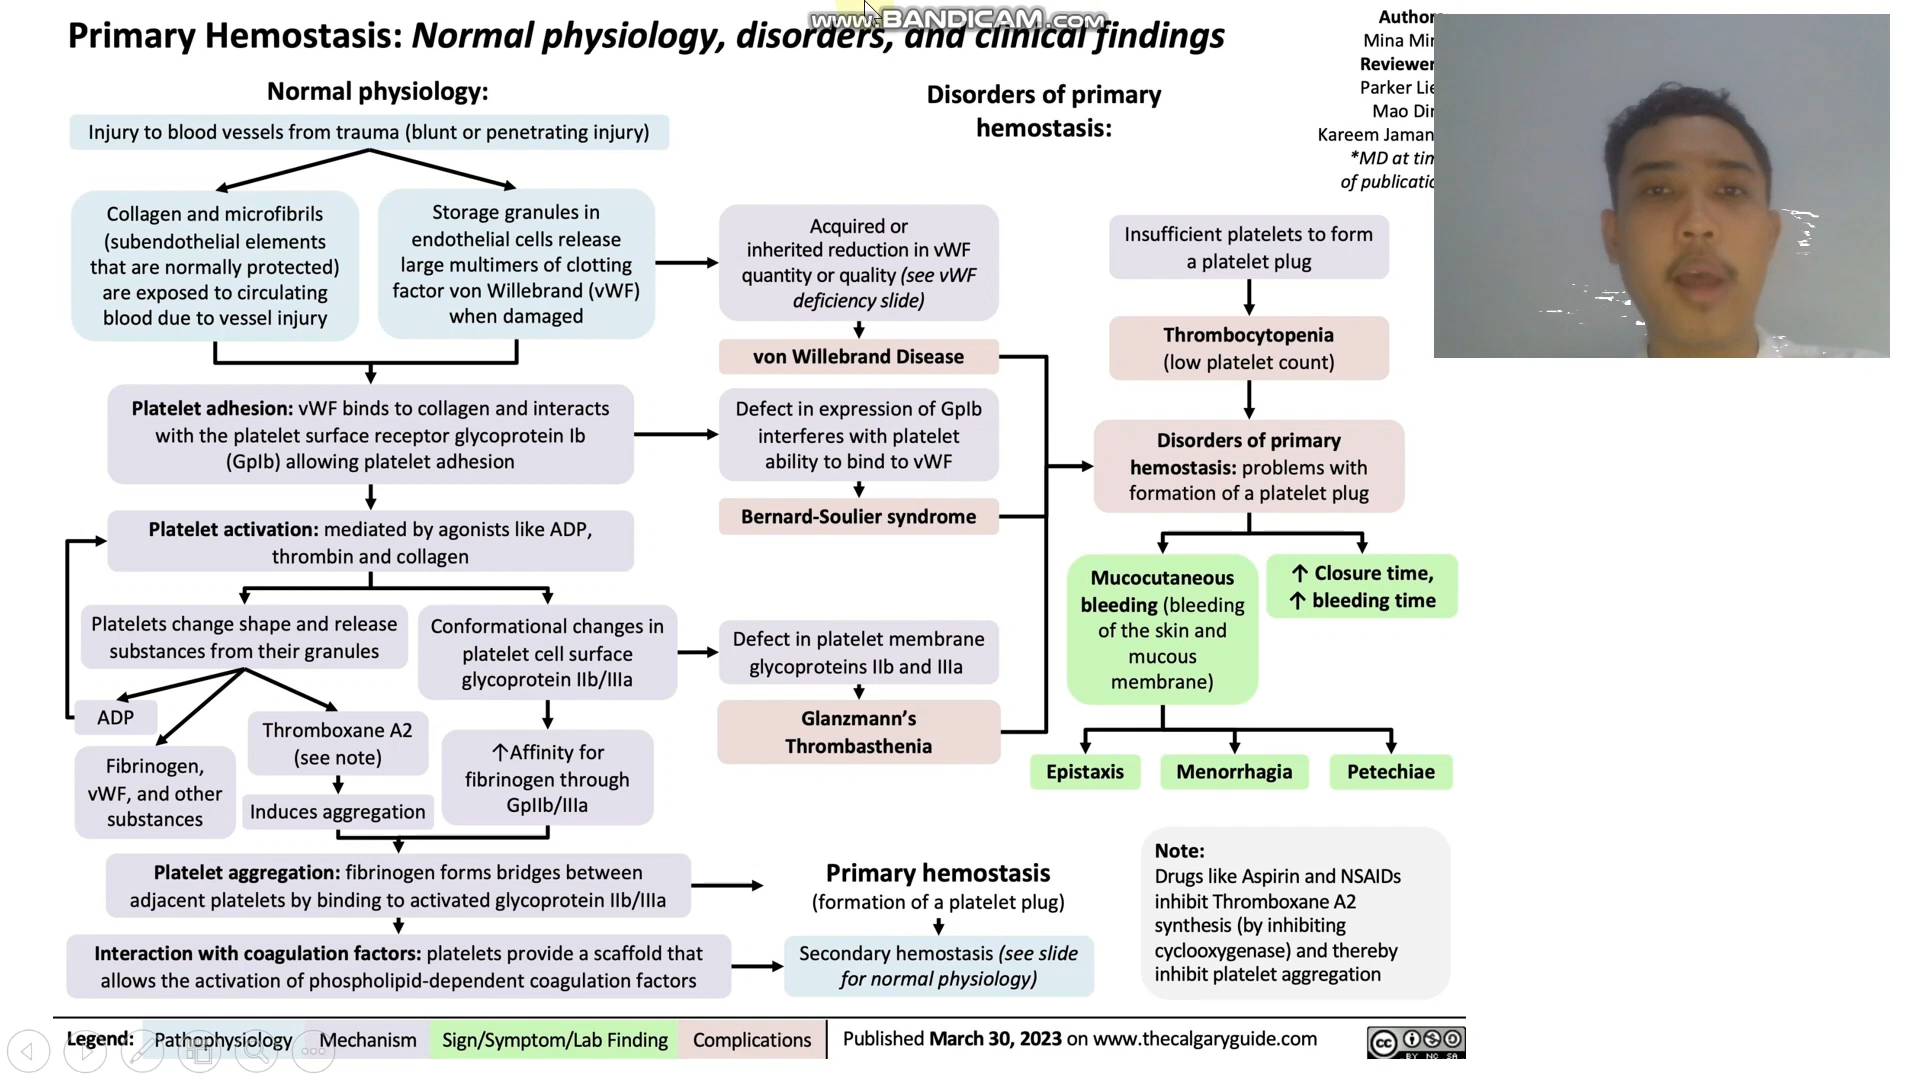 www.BANDICAM.com
Primary Hemostasis: Normal physiology, disorders, and clinical findings
Mina Mir
Reviewer
Parker Lie
Mao Di
Kareem Jaman
*MD at tim
of publicatio
Normal physiology:
Injury to blood vessels from trauma (blunt or penetrating injury)
Collagen and microfibrils
(subendothelial elements
that are normally protected)
are exposed to circulating
blood due to vessel injury
Storage granules in
endothelial cells release
large multimers of clotting
factor von Willebrand (vWF)
when damaged
Platelet adhesion: vWF binds to collagen and interacts
with the platelet surface receptor glycoprotein Ib
(GpIb) allowing platelet adhesion
Platelet activation: mediated by agonists like ADP,
thrombin and collagen
Platelets change shape and release
substances from their granules
ADP
Fibrinogen,
vWF, and other
substances
Thromboxane A2
(see note)
Induces aggregation
Conformational changes in
platelet cell surface
glycoprotein IIb/IIIa
↑Affinity for
fibrinogen through
GpIIb/IIIa
Platelet aggregation: fibrinogen forms bridges between
adjacent platelets by binding to activated glycoprotein IIb/IIIa
Interaction with coagulation factors: platelets provide a scaffold that
allows the activation of phospholipid-dependent coagulation factors
Disorders of primary
hemostasis:
Acquired or
inherited reduction in vWF
quantity or quality (see vWF
deficiency slide)
von Willebrand Disease
Defect in expression of GpIb
interferes with platelet
ability to bind to vWF
Bernard-Soulier syndrome
Defect in platelet membrane
glycoproteins IIb and IIIa
Glanzmann’s
Thrombasthenia
Primary hemostasis
(formation of a platelet plug)
Secondary hemostasis (see slide
for normal physiology)
Insufficient platelets to form
a platelet plug
Thrombocytopenia
(low platelet count)
Disorders of primary
hemostasis: problems with
formation of a platelet plug
Mucocutaneous
bleeding (bleeding
of the skin and
mucous
membrane)
↑ Closure time,
↑ bleeding time
Epistaxis
Menorrhagia
Petechiae
Note:
Drugs like Aspirin and NSAIDs
inhibit Thromboxane A2
synthesis (by inhibiting
cyclooxygenase) and thereby
inhibit platelet aggregation
Legend: Pathophysiology Mechanism Sign/Symptom/Lab Finding Complications
Published March 30, 2023 on www.thecalgaryguide.com
cc
BY NC SA